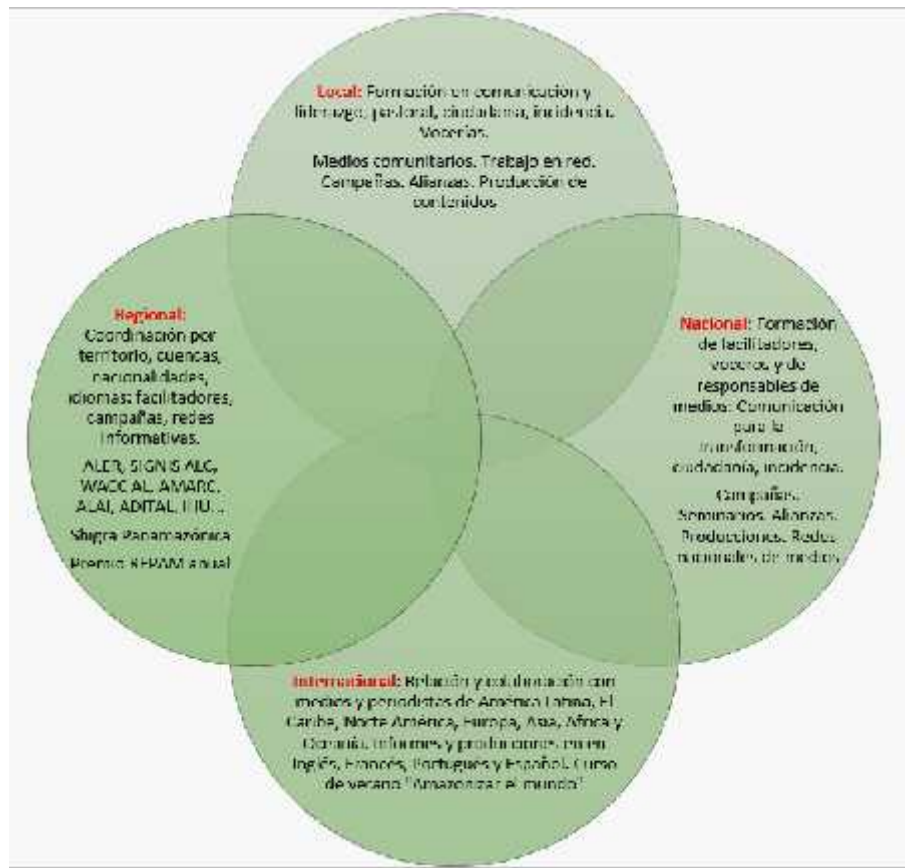 Local: Formación en comunicación y
liderazgo, pastoral, ciudadanía, incidencia.
Vocerías.
Medios comunitarios. Trabajo en red.
Campañas. Alianzas. Producción de
contenidos
Regional:
Coordinación por
territorio, cuencas,
nacionalidades,
idiomas: facilitadores,
campañas, redes
informativas.
ALER, SIGNIS ALC,
WACC AL, AMARC,
ALAI, ADITAL, IHU...
Shigra Panamazónica
Premio REPAM anual
Nacional: Formación
de facilitadores,
voceros y de
responsables de
medios: Comunicación
para la
transformación,
ciudadanía, incidencia.
Campañas.
Seminarios. Alianzas.
Producciones. Redes
nacionales de medios
Internacional: Relación y colaboración con
medios y periodistas de América Latina, El
Caribe, Norte América, Europa, Asia, África y
Oceanía. Informes y producciones en en
Inglés, Francés, Portugués y Español. Curso
de verano "Amazonizar el mundo"